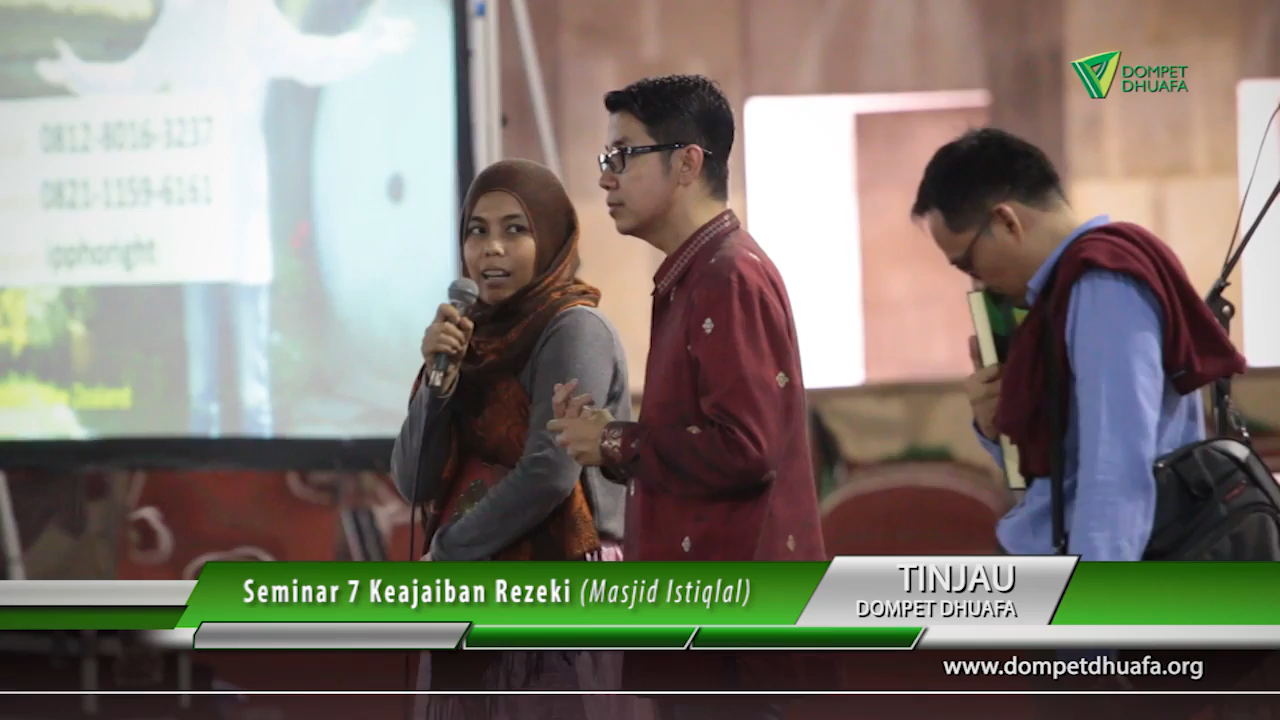 DOMPET
DHUAFA
0812-8016-3237
0821-1159-6161
ipphoright
Seminar 7 Keajaiban Rezeki (Masjid Istiqlal)
TINJAU
DOMPET DHUAFA
www.dompetdhuafa.org